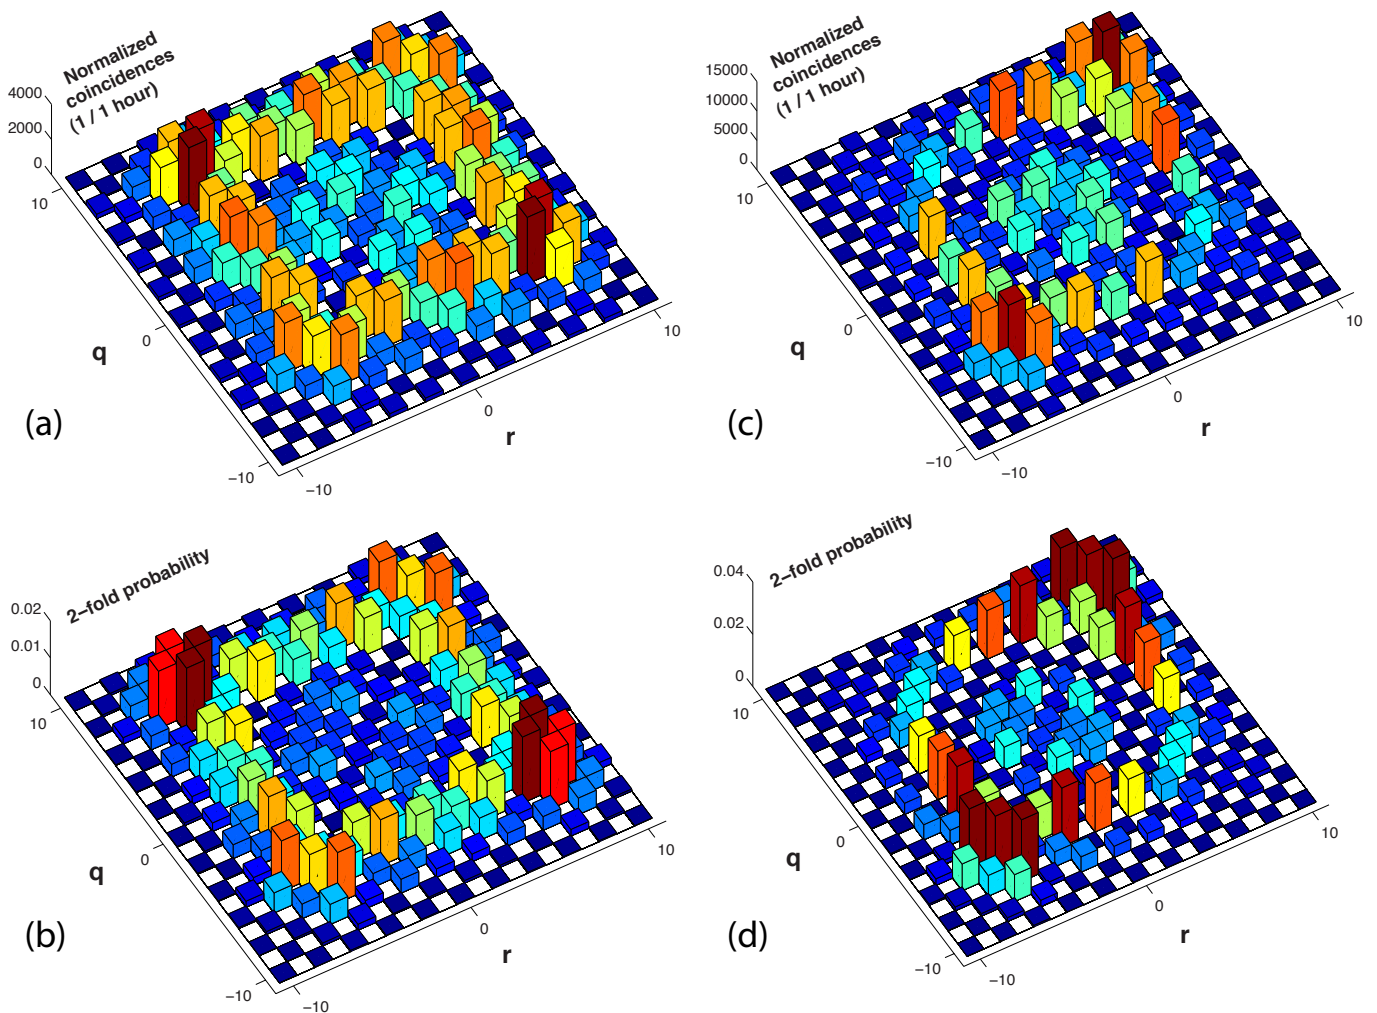 Normalized
coincidences
(1 / 1 hour)
4000
2000
0
10
0
−10
q
−10
0
10
r
(a)
Normalized
coincidences
(1 / 1 hour)
15000
10000
5000
0
10
0
−10
q
−10
0
10
r
(c)
2−fold probability
0.02
0.01
0
10
0
−10
q
−10
0
10
r
(b)
2−fold probability
0.04
0.02
0
10
0
−10
q
−10
0
10
r
(d)